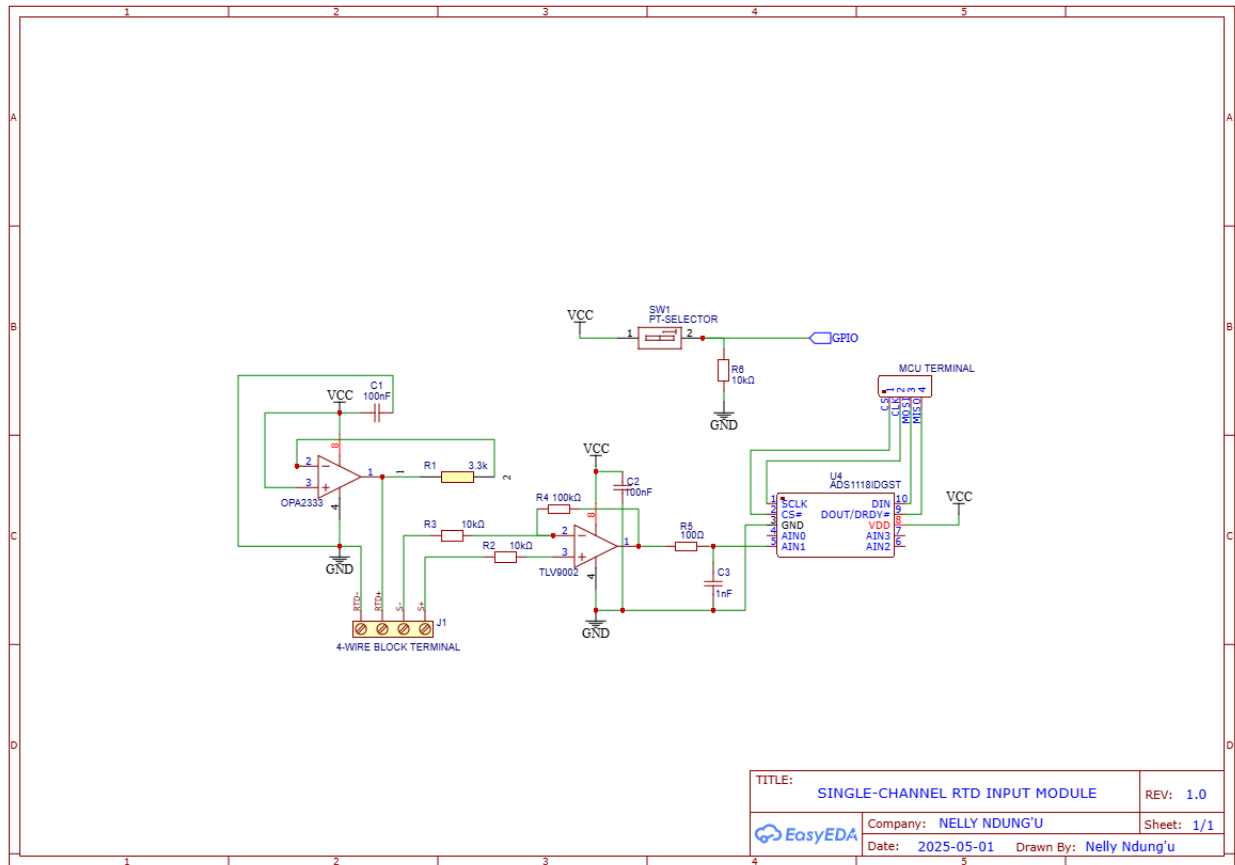 1 2 3 4 5
A A
B B
C C
D D
1 2 3 4 5
VCC
SW1
PT-SELECTOR
1 2
GPIO
R6
10kΩ
GND
MCU TERMINAL
1 2 3 4
CS CLK MOSI MISO
C1
100nF
VCC
8
2
3
1
4
OPA2333
GND
R1 3.3k
1 2
RTD- RTD+ S- S+
J1
4-WIRE BLOCK TERMINAL
VCC
C2
100nF
R4 100kΩ
R3 10kΩ
R2 10kΩ
8
2
3
1
4
TLV9002
GND
R5
100Ω
C3
1nF
U4
ADS1118IDGST
1 SCLK DIN 10
2 CS# DOUT/DRDY# 9
3 GND VDD 8
4 AIN0 AIN3 7
5 AIN1 AIN2 6
VCC
TITLE:
SINGLE-CHANNEL RTD INPUT MODULE
REV: 1.0
EasyEDA
Company: NELLY NDUNG'U
Sheet: 1/1
Date: 2025-05-01 Drawn By: Nelly Ndung'u